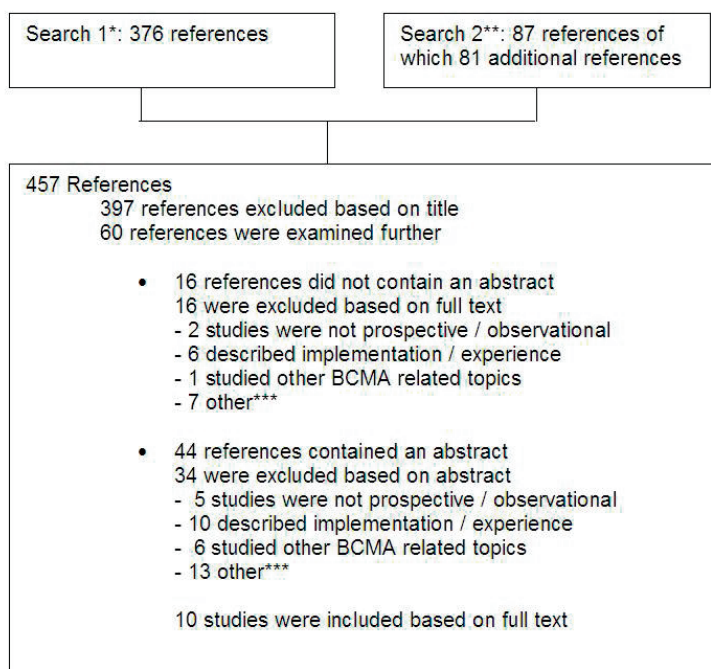 Search 1*: 376 references
Search 2**: 87 references of
which 81 additional references
457 References
397 references excluded based on title
60 references were examined further
• 16 references did not contain an abstract
16 were excluded based on full text
- 2 studies were not prospective / observational
- 6 described implementation / experience
- 1 studied other BCMA related topics
- 7 other***
• 44 references contained an abstract
34 were excluded based on abstract
- 5 studies were not prospective / observational
- 10 described implementation / experience
- 6 studied other BCMA related topics
- 13 other***
10 studies were included based on full text